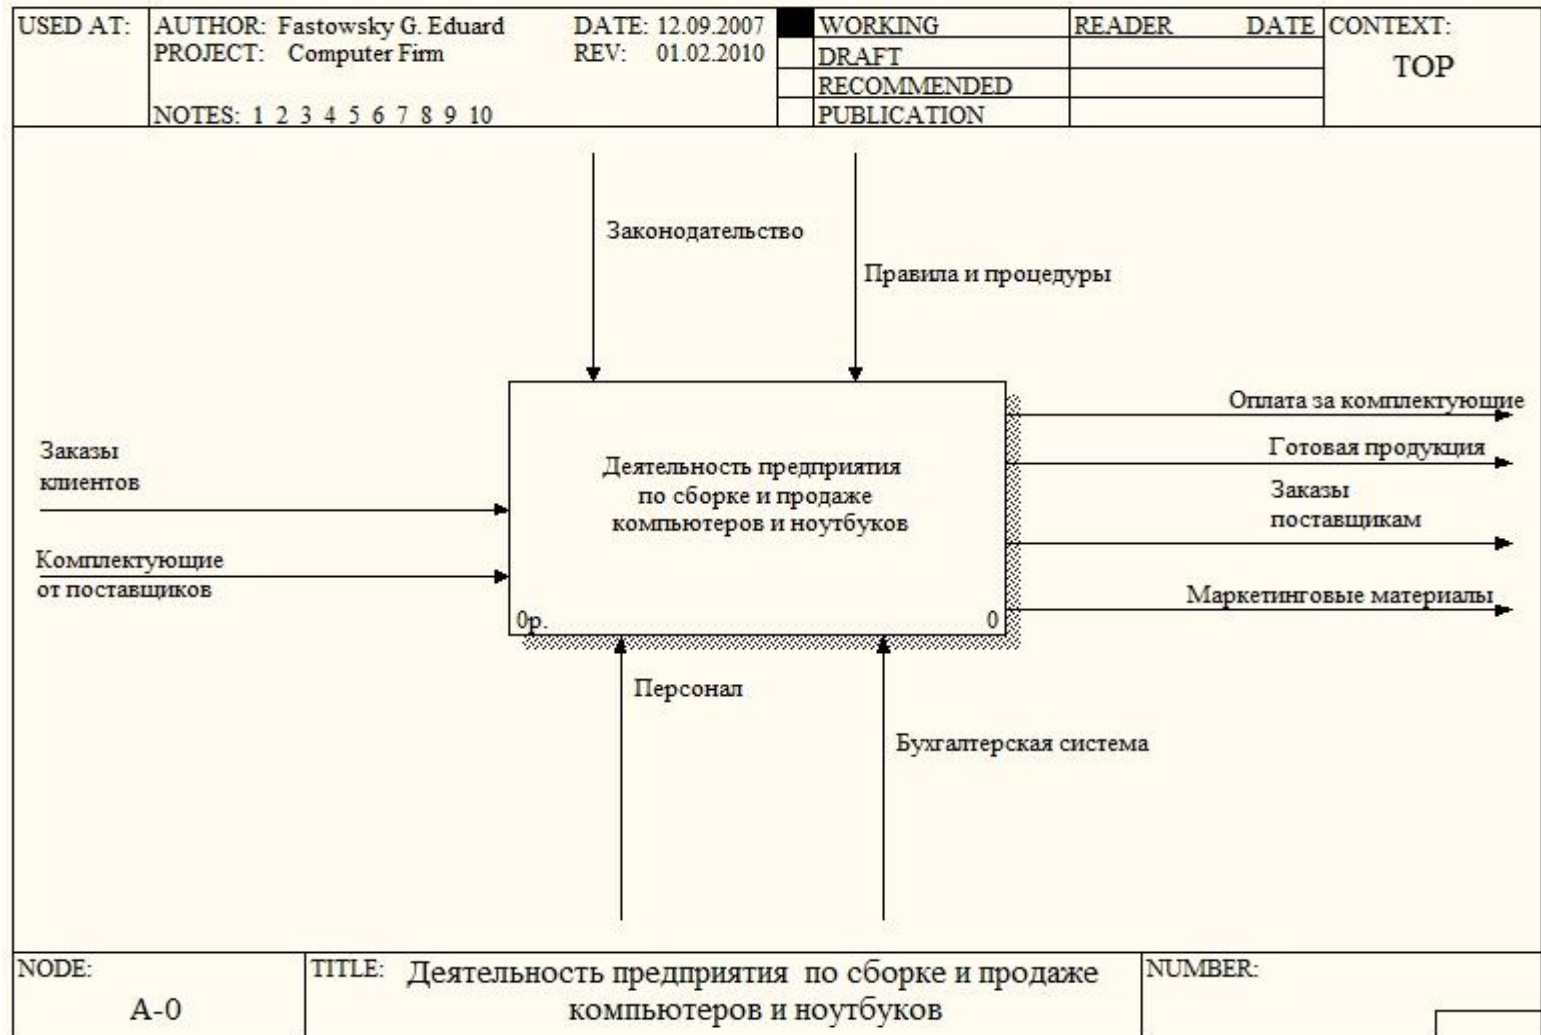 USED AT:
AUTHOR: Fastowsky G. Eduard
DATE: 12.09.2007
PROJECT: Computer Firm
REV: 01.02.2010
NOTES: 1 2 3 4 5 6 7 8 9 10
WORKING
DRAFT
RECOMMENDED
PUBLICATION
READER
DATE
CONTEXT:
TOP
Законодательство
Правила и процедуры
Заказы
клиентов
Комплектующие
от поставщиков
Деятельность предприятия
по сборке и продаже
компьютеров и ноутбуков
0р.
0
Оплата за комплектующие
Готовая продукция
Заказы
поставщикам
Маркетинговые материалы
Персонал
Бухгалтерская система
NODE:
A-0
TITLE: Деятельность предприятия по сборке и продаже
компьютеров и ноутбуков
NUMBER: